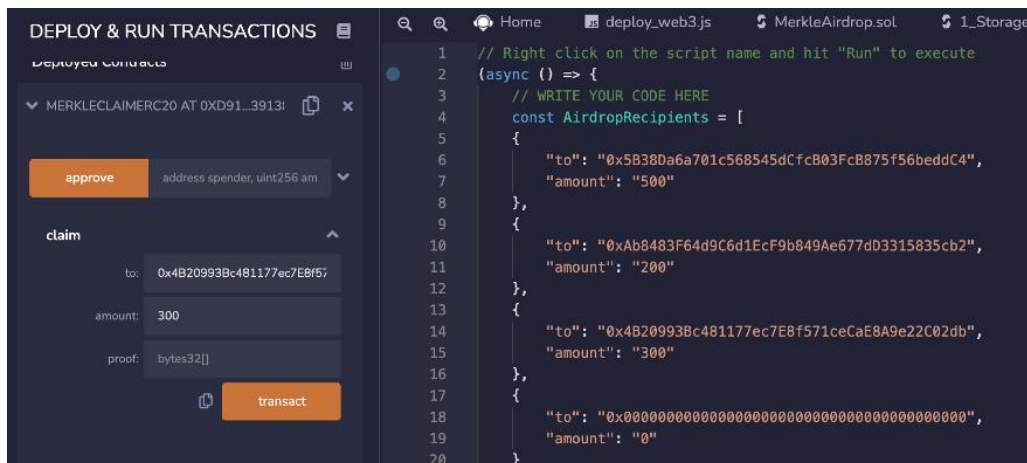 DEPLOY & RUN TRANSACTIONS
Deployed Contracts
MERKLECLAIMERC20 AT 0XD91...3913
approve
address spender, uint256 am
claim
to:
0x4B20993Bc481177ec7E8f57
amount:
300
proof:
bytes32[]
transact
Home
deploy_web3.js
MerkleAirdrop.sol
1_Storage
1 // Right click on the script name and hit "Run" to execute
2 (async () => {
3 // WRITE YOUR CODE HERE
4 const AirdropRecipients = [
5 {
6 "to": "0x5B38Da6a701c568545dCfcB03FcB875f56beddC4",
7 "amount": "500"
8 },
9 {
10 "to": "0xAb8483F64d9C6d1EcF9b849Ae677dD3315835cb2",
11 "amount": "200"
12 },
13 {
14 "to": "0x4B20993Bc481177ec7E8f571ceCaE8A9e22C02db",
15 "amount": "300"
16 },
17 {
18 "to": "0x0000000000000000000000000000000000000000",
19 "amount": "0"
20 }